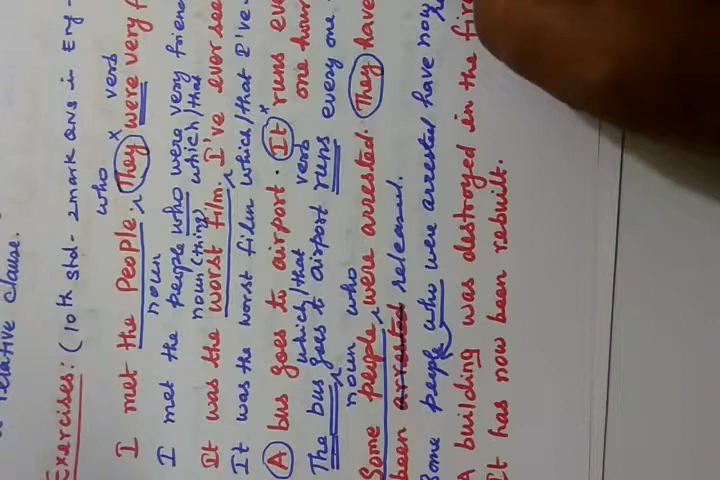 relative clause.
Exercises: (10th std - 2mark ans in Eng -
who verb
I met the people. They were very f
noun
I met the people who were very frien
noun (thing) which/that
It was the worst film. I've ever see
It was the worst film which/that I've
A bus goes to airport. It runs eve
which/that verb one hour
The bus goes to airport runs every one
noun who
Some people were arrested. They have
been arrested released.
Some people who were arrested have now
A building was destroyed in the fire
It has now been rebuilt.